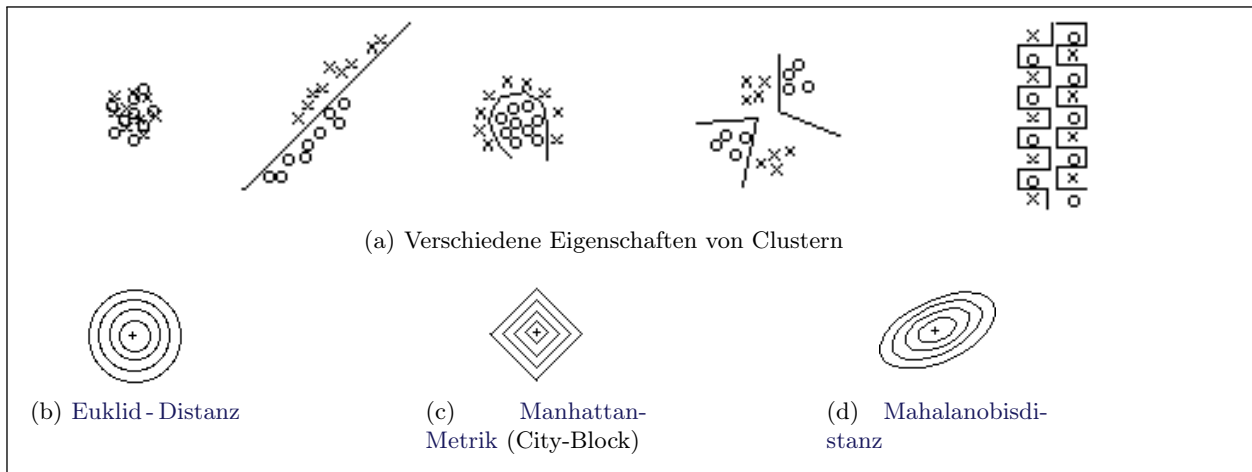 (a) Verschiedene Eigenschaften von Clustern
(b) Euklid - Distanz
(c) Manhattan-
Metrik (City-Block)
(d) Mahalanobisdi-
stanz